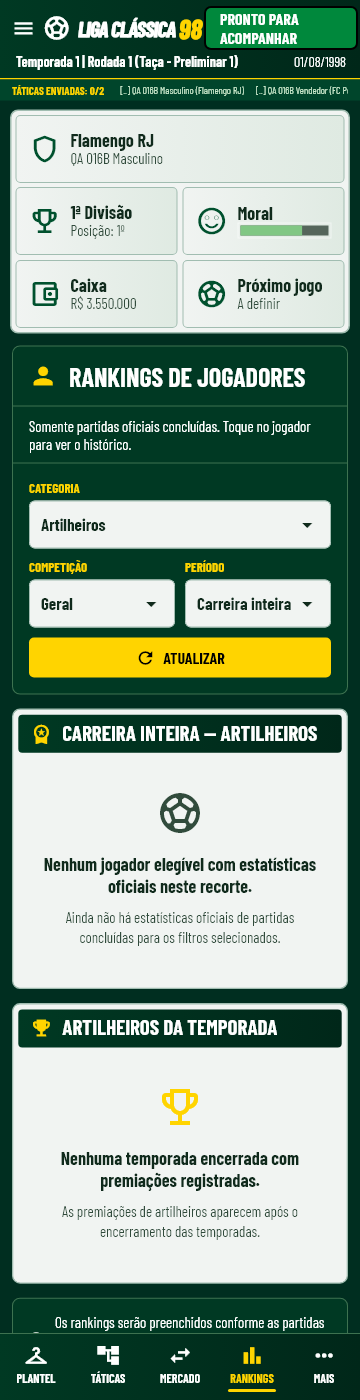 LIGA CLÁSSICA 98
PRONTO PARA
ACOMPANHAR
Temporada 1 | Rodada 1 (Taça - Preliminar 1)
01/08/1998
TÁTICAS ENVIADAS: 0/2
[..] QA 016B Masculino (Flamengo RJ)
[..] QA 016B Vendedor (FC
Flamengo RJ
QA 016B Masculino
1ª Divisão
Posição: 1º
Moral
Caixa
R$ 3.550.000
Próximo jogo
A definir
RANKINGS DE JOGADORES
Somente partidas oficiais concluídas. Toque no jogador
para ver o histórico.
CATEGORIA
Artilheiros
COMPETIÇÃO
PERÍODO
Geral
Carreira inteira
ATUALIZAR
CARREIRA INTEIRA — ARTILHEIROS
Nenhum jogador elegível com estatísticas
oficiais neste recorte.
Ainda não há estatísticas oficiais de partidas
concluídas para os filtros selecionados.
ARTILHEIROS DA TEMPORADA
Nenhuma temporada encerrada com
premiações registradas.
As premiações de artilheiros aparecem após o
encerramento das temporadas.
Os rankings serão preenchidos conforme as partidas
PLANTEL
TÁTICAS
MERCADO
RANKINGS
MAIS